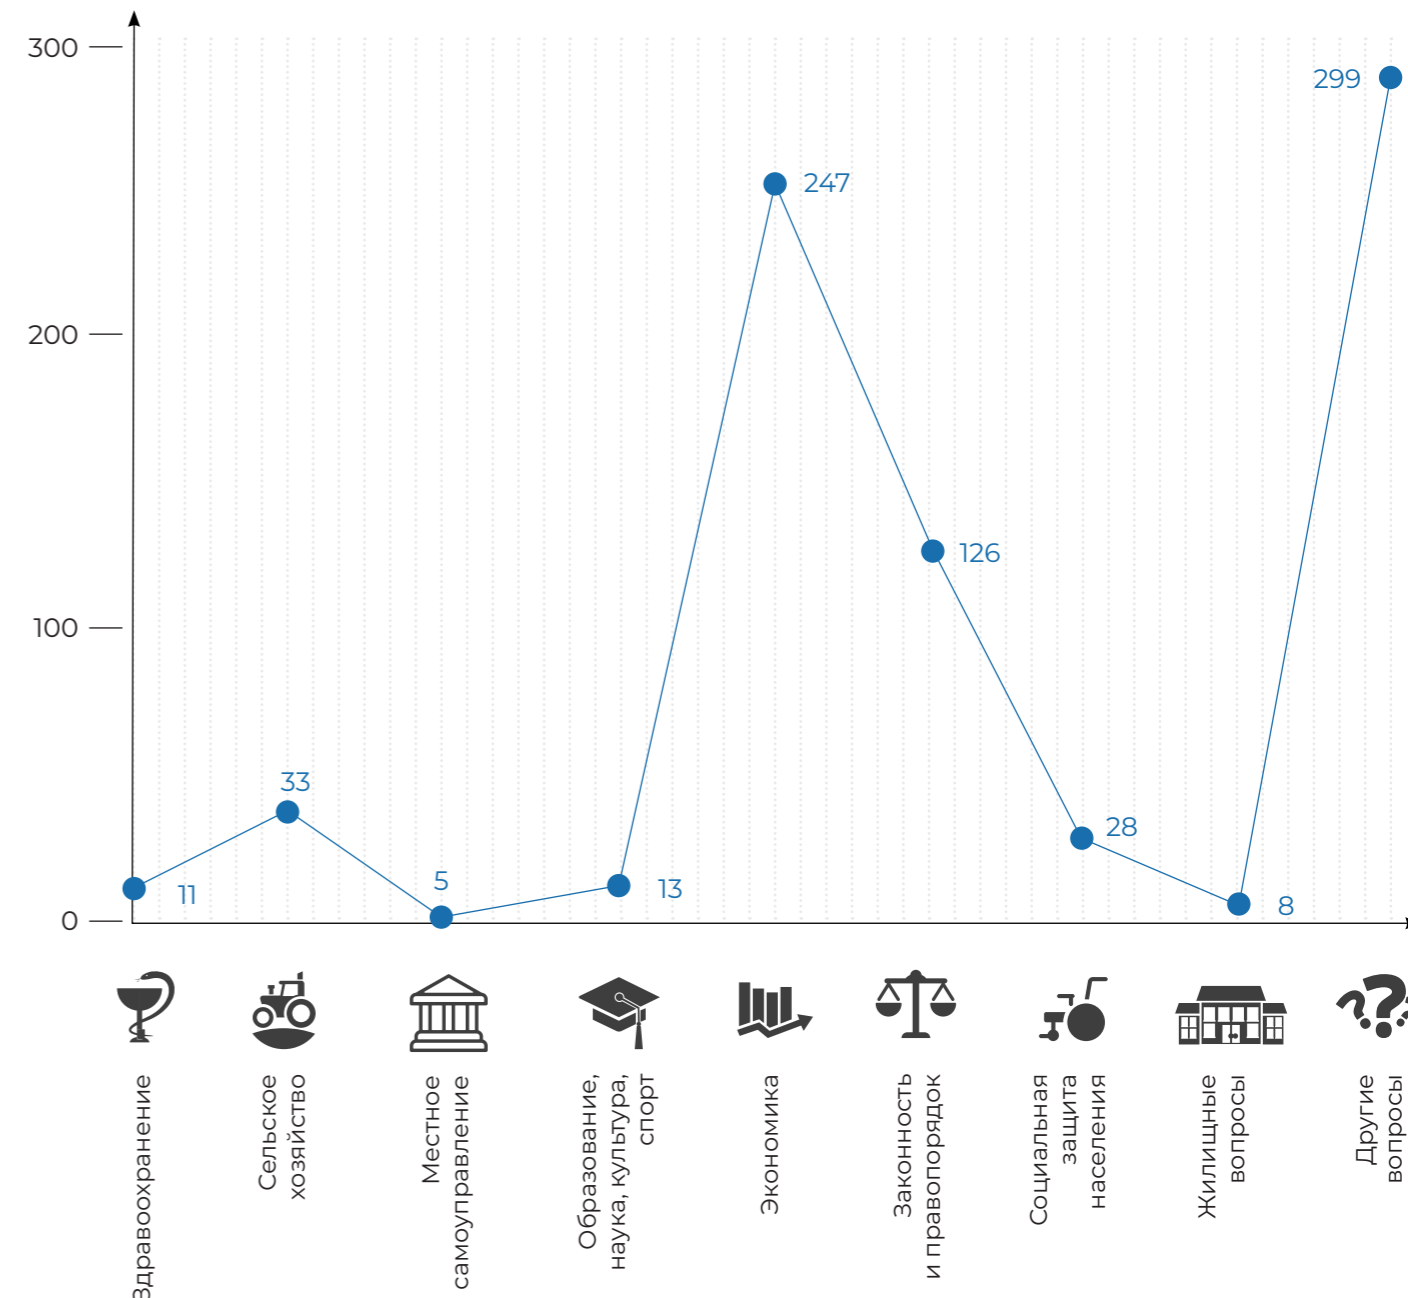 300
200
100
0
11
33
5
13
247
126
28
8
299
Здравоохранение
Сельское
хозяйство
Местное
самоуправление
Образование,
наука, культура,
спорт
Экономика
Законность
и правопорядок
Социальная
защита
населения
Жилищные
вопросы
Другие
вопросы